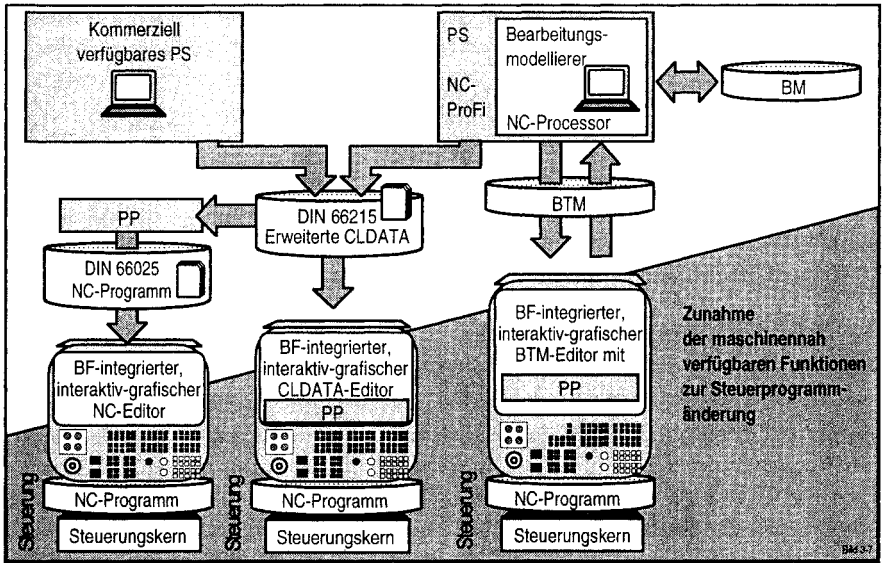 Kommerziell
verfügbares PS
PS
NC-
ProFi
Bearbeitungs-
modellierer
NC-Processor
BM
PP
DIN 66215
Erweiterte CLDATA
BTM
DIN 66025
NC-Programm
BF-integrierter,
interaktiv-grafischer
NC-Editor
BF-integrierter,
interaktiv-grafischer
CLDATA-Editor
PP
BF-integrierter,
interaktiv-grafischer
BTM-Editor mit
PP
Zunahme
der maschinennah
verfügbaren Funktionen
zur Steuerprogramm-
änderung
Steuerung
NC-Programm
Steuerungskern
Steuerung
NC-Programm
Steuerungskern
Steuerung
NC-Programm
Steuerungskern
Bild 3-7